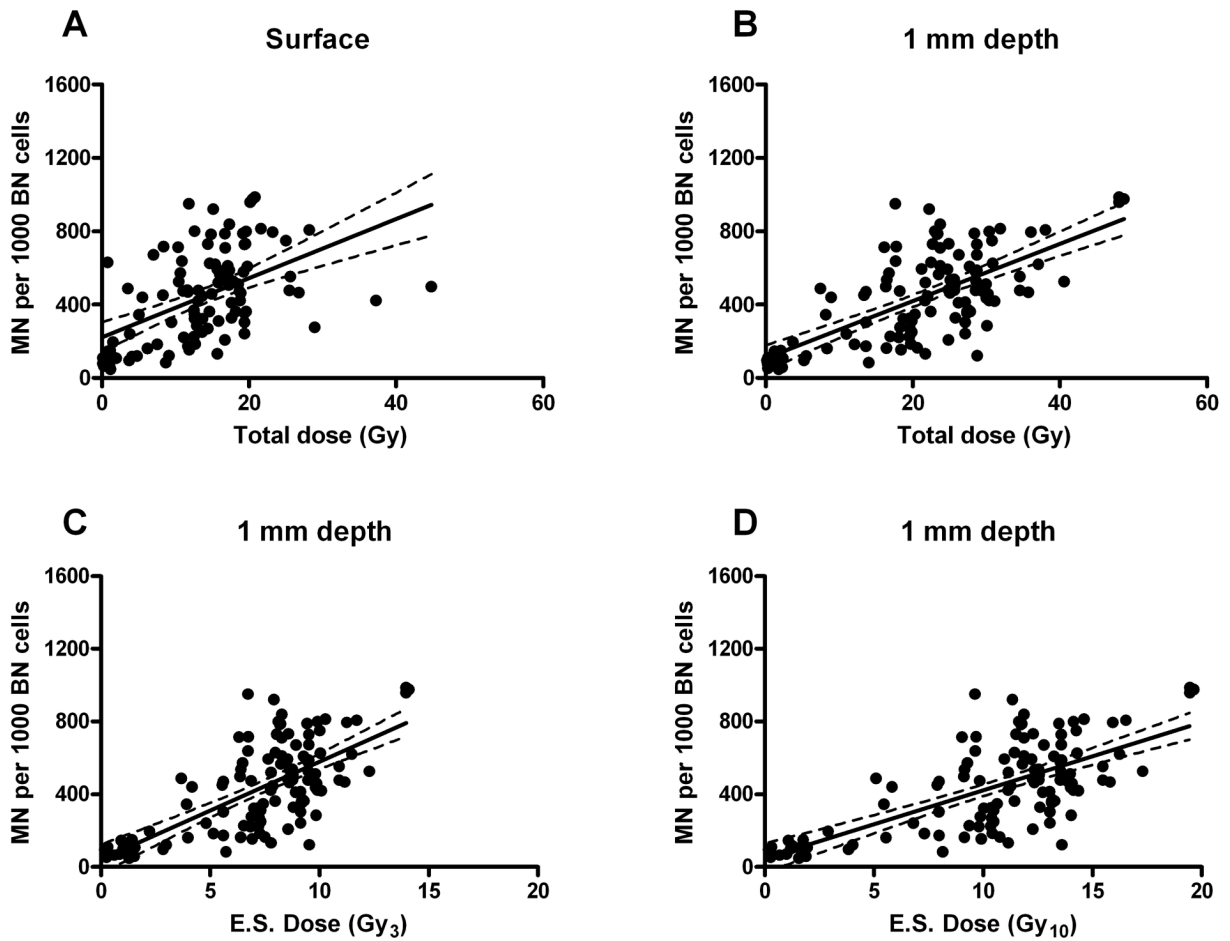 A
Surface
MN per 1000 BN cells
1600
1200
800
400
0
0 20 40 60
Total dose (Gy)
B
1 mm depth
MN per 1000 BN cells
1600
1200
800
400
0
0 20 40 60
Total dose (Gy)
C
1 mm depth
MN per 1000 BN cells
1600
1200
800
400
0
0 5 10 15 20
E.S. Dose (Gy₃)
D
1 mm depth
MN per 1000 BN cells
1600
1200
800
400
0
0 5 10 15 20
E.S. Dose (Gy₁₀)